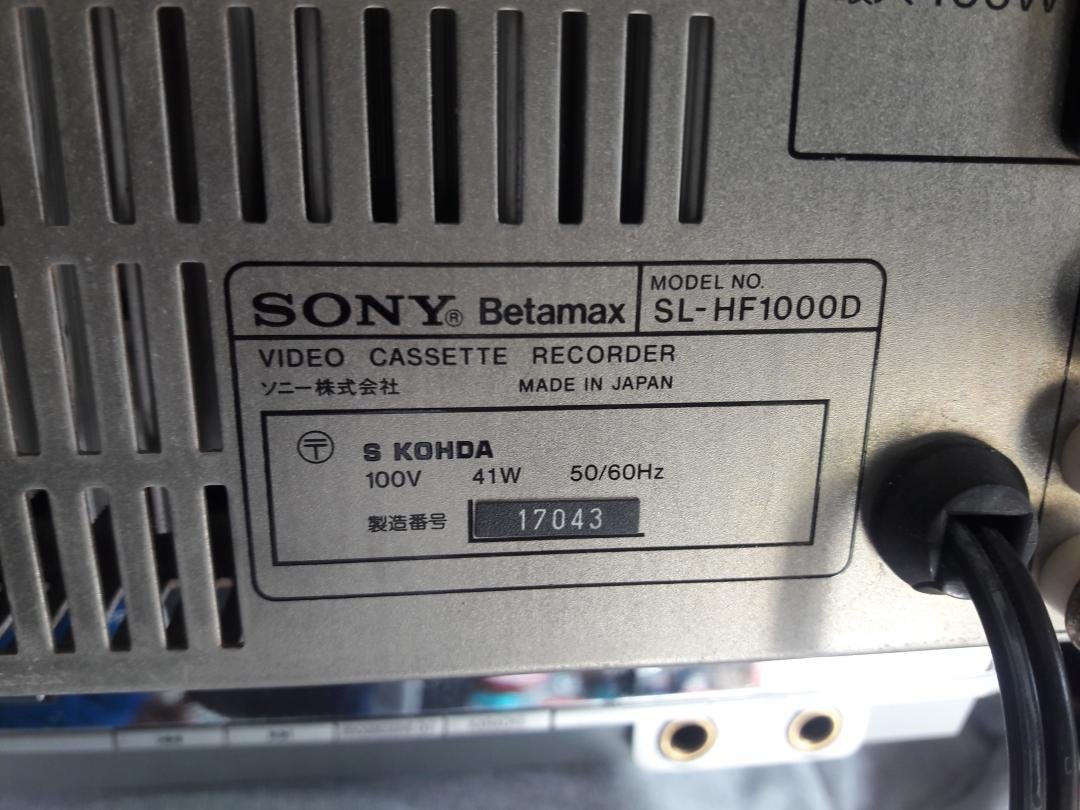 SONY® Betamax
MODEL NO.
SL-HF1000D
VIDEO CASSETTE RECORDER
ソニー株式会社 MADE IN JAPAN
〒 S KOHDA
100V 41W 50/60Hz
製造番号 17043